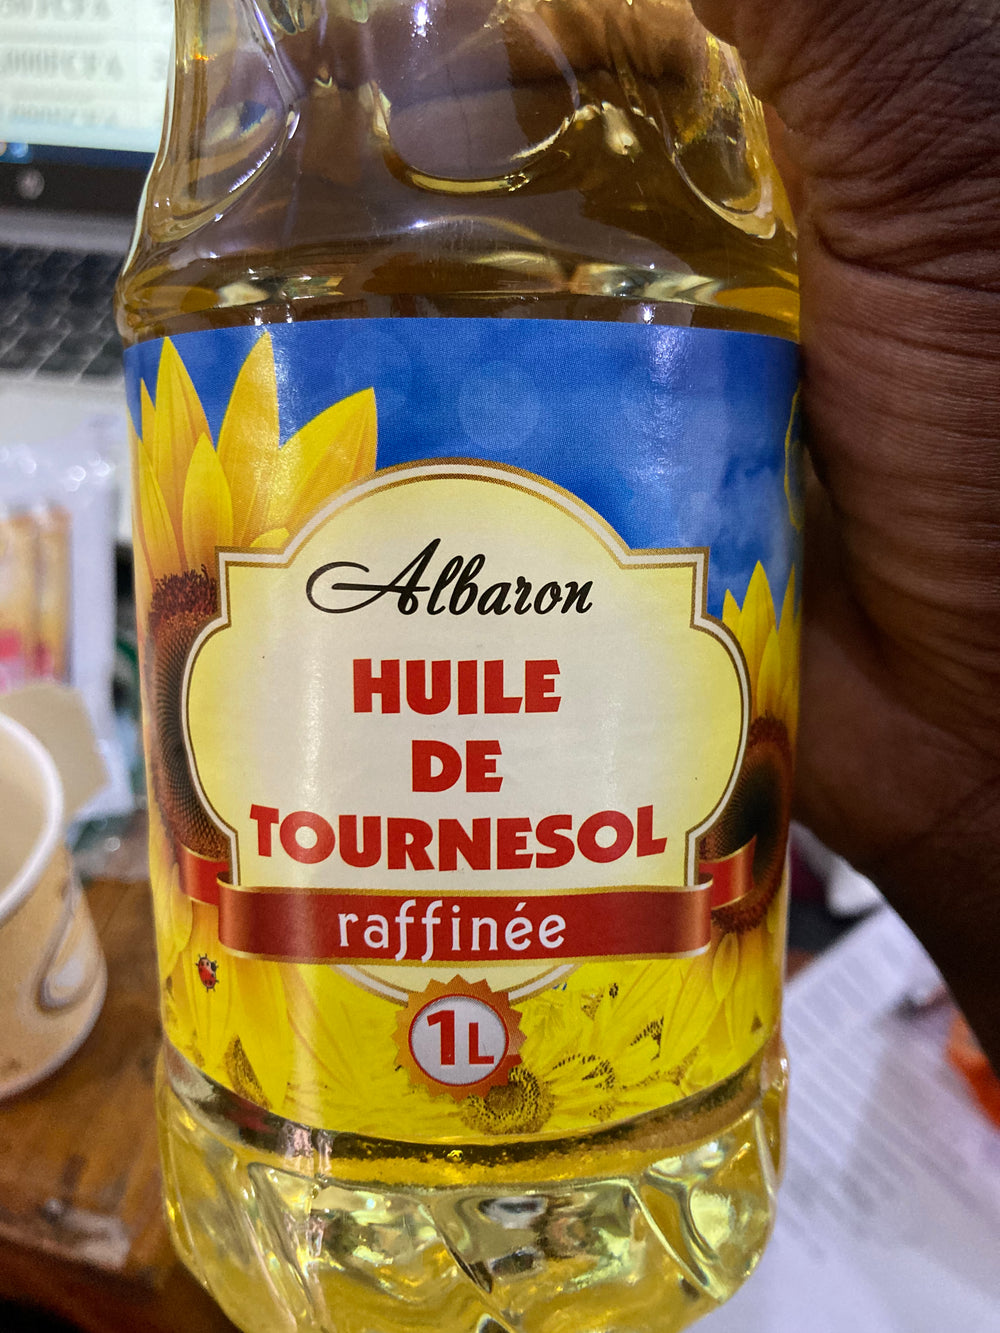 Albaron
HUILE
DE
TOURNESOL
raffinée
1L